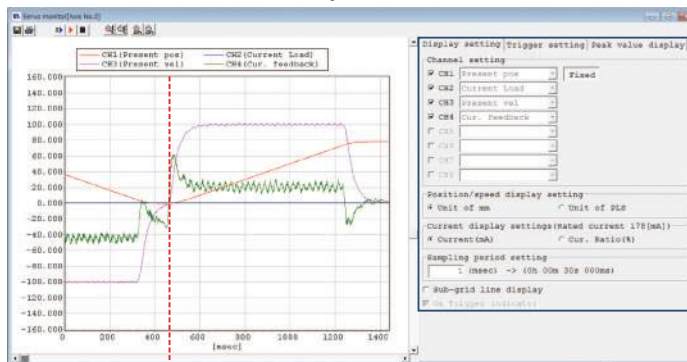 Servo monitor[Axis No.0]
CH1(Present pos) CH2(Current Load)
CH3(Present vel) CH4(Cur. feedback)
160.000
140.000
120.000
100.000
80.000
60.000
40.000
20.000
0.000
-20.000
-40.000
-60.000
-80.000
-100.000
-120.000
-140.000
-160.000
0 200 400 600 800 1000 1200 1400
[msec]
Display setting Trigger setting Peak value display
Channel setting
CH1 Present pos Fixed
CH2 Current Load
CH3 Present vel
CH4 Cur. feedback
CH5
CH6
CH7
CH8
Position/speed display setting
Unit of mm Unit of PLS
Current display settings(Rated current 178[mA])
Current(mA) Cur. Ratio(%)
Sampling period setting
1 (msec) -> (0h 00m 30s 000ms)
Sub-grid line display
On Trigger indicator